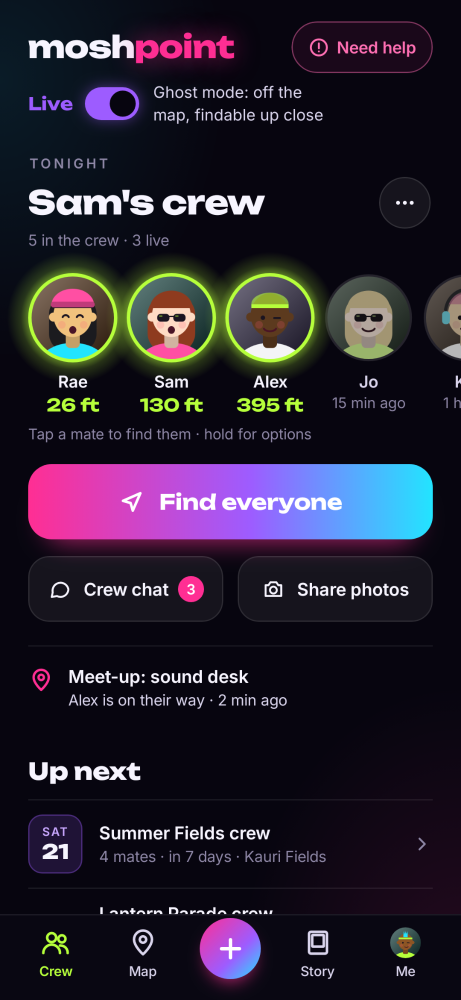 moshpoint
Need help
Live
Ghost mode: off the
map, findable up close
TONIGHT
Sam's crew
5 in the crew · 3 live
Rae
Sam
Alex
Jo
26 ft
130 ft
395 ft
15 min ago
Tap a mate to find them · hold for options
Find everyone
Crew chat 3
Share photos
Meet-up: sound desk
Alex is on their way · 2 min ago
Up next
SAT
21
Summer Fields crew
4 mates · in 7 days · Kauri Fields
Lantern Parade crew
Crew
Map
Story
Me